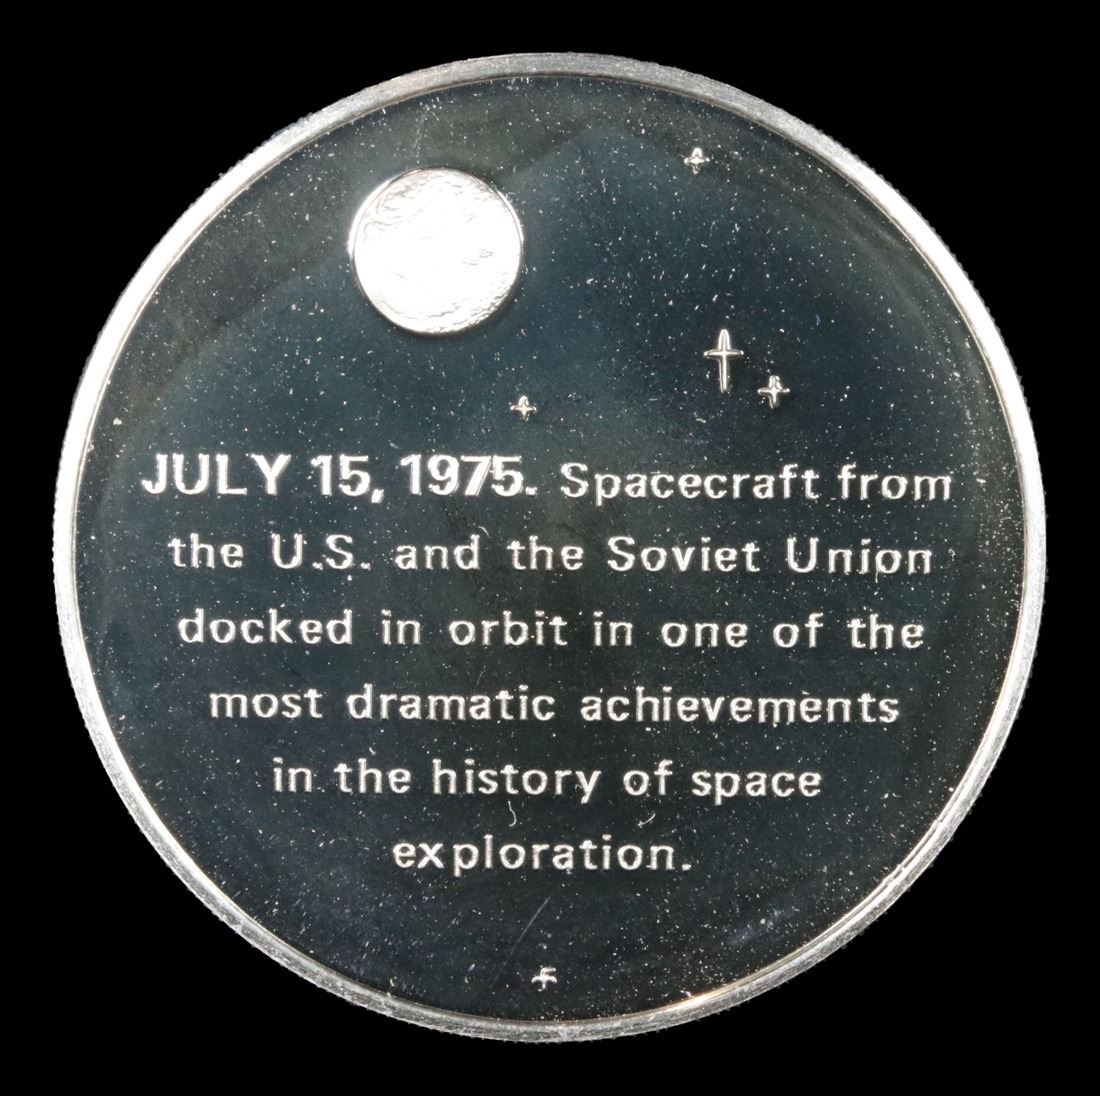 JULY 15, 1975. Spacecraft from
the U.S. and the Soviet Union
docked in orbit in one of the
most dramatic achievements
in the history of space
exploration.